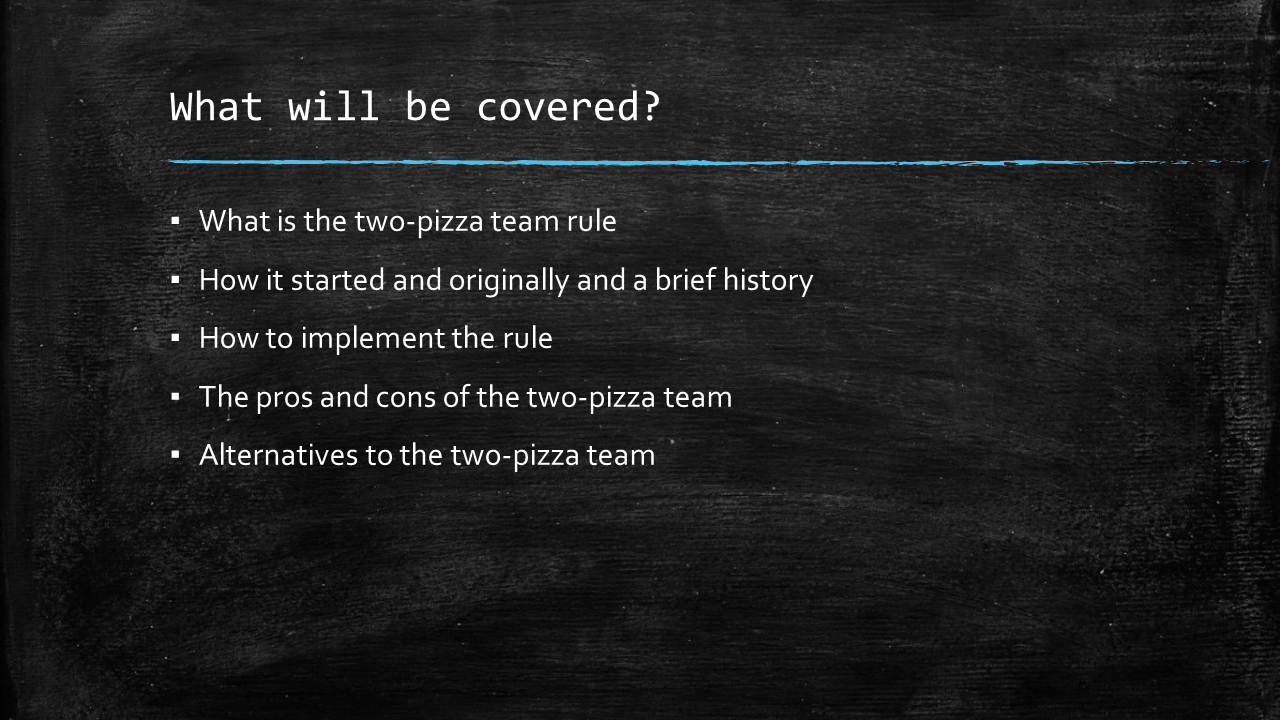 What will be covered?
▪ What is the two-pizza team rule
▪ How it started and originally and a brief history
▪ How to implement the rule
▪ The pros and cons of the two-pizza team
▪ Alternatives to the two-pizza team